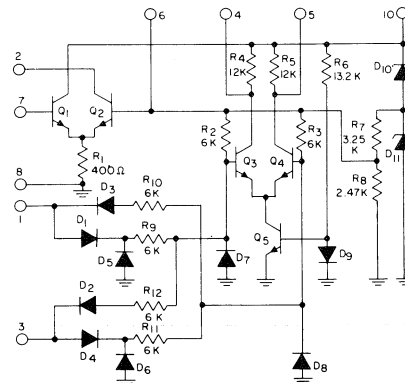 6 4 5 10
2
R4 12K R5 12K R6 13.2K
D10
7 Q1 Q2
R2 6K R3 6K R7 3.25K D11
R1 400Ω
Q3 Q4
R8 2.47K
8
D3 R10 6K
1
D1 R9 6K
Q5
D5 D7 D9
D2 R12 6K
3
D4 R11 6K
D6 D8